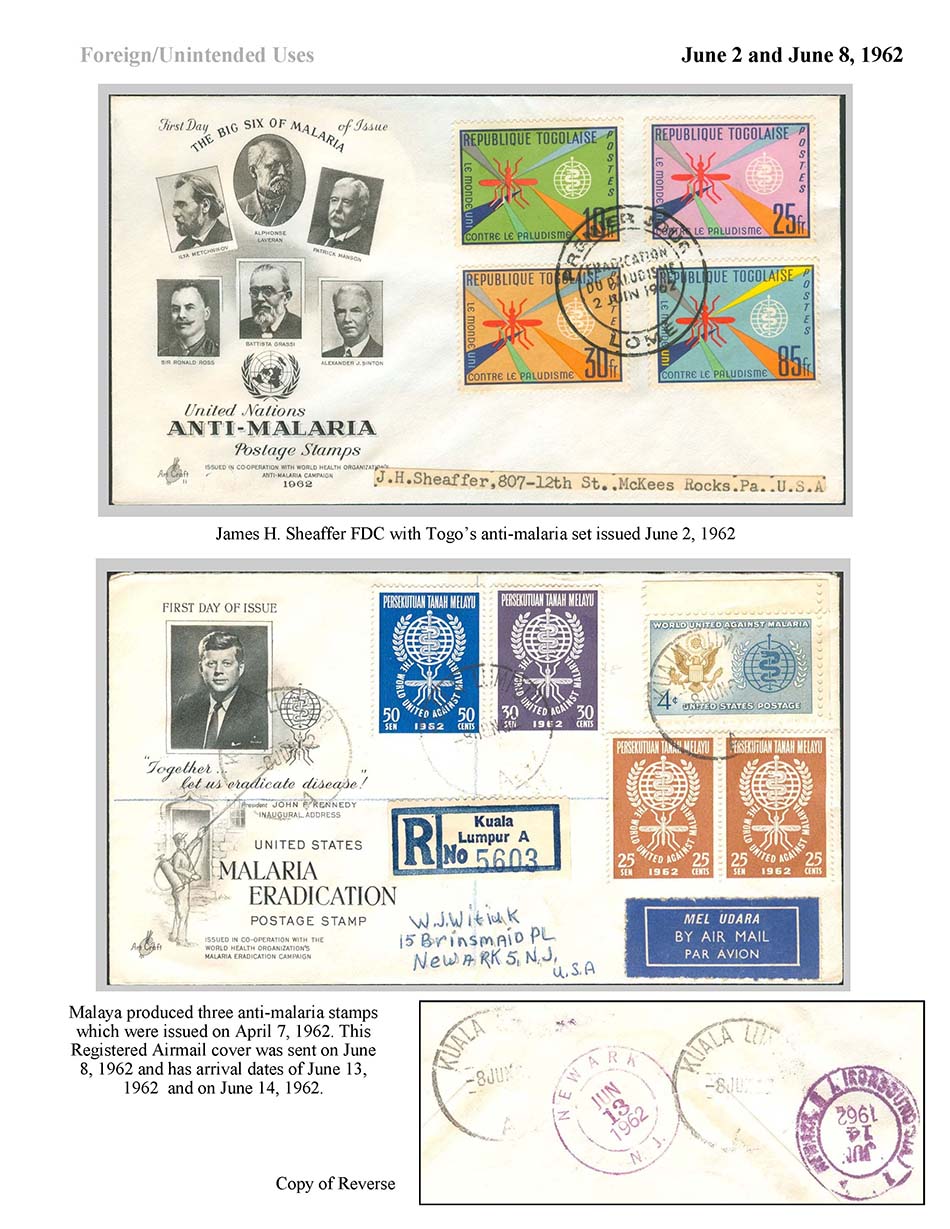 Foreign/Unintended Uses
June 2 and June 8, 1962
First Day of Issue
THE BIG SIX OF MALARIA
ILYA METCHNIKOV
ALPHONSE
LAVERAN
PATRICK MANSON
SIR RONALD ROSS
BATTISTA GRASSI
ALEXANDER J. SINTON
United Nations
ANTI-MALARIA
Postage Stamps
Art Craft
ISSUED IN CO-OPERATION WITH WORLD HEALTH ORGANIZATION'S
ANTI-MALARIA CAMPAIGN
1962
REPUBLIQUE TOGOLAISE
POSTES
LE MONDE UNI
CONTRE LE PALUDISME
10fr
REPUBLIQUE TOGOLAISE
POSTES
LE MONDE UNI
CONTRE LE PALUDISME
25fr
REPUBLIQUE TOGOLAISE
POSTES
LE MONDE UNI
CONTRE LE PALUDISME
30fr
REPUBLIQUE TOGOLAISE
POSTES
LE MONDE UNI
CONTRE LE PALUDISME
85fr
PREMIER JOUR
ERADICATION
DU PALUDISME
2 JUIN 1962
LOME
J.H.Sheaffer,807-12th St..McKees Rocks.Pa..U.S.A
James H. Sheaffer FDC with Togo's anti-malaria set issued June 2, 1962
FIRST DAY OF ISSUE
"Together...
let us eradicate disease!"
President JOHN F. KENNEDY
INAUGURAL ADDRESS
UNITED STATES
MALARIA
ERADICATION
POSTAGE STAMP
Art Craft
ISSUED IN CO-OPERATION WITH THE
WORLD HEALTH ORGANIZATION'S
MALARIA ERADICATION CAMPAIGN
PERSEKUTUAN TANAH MELAYU
THE WORLD UNITED AGAINST MALARIA
50 SEN
1962
50 CENTS
PERSEKUTUAN TANAH MELAYU
THE WORLD UNITED AGAINST MALARIA
30 SEN
1962
30 CENTS
WORLD UNITED AGAINST MALARIA
4¢
UNITED STATES POSTAGE
PERSEKUTUAN TANAH MELAYU
THE WORLD UNITED AGAINST MALARIA
25 SEN
1962
25 CENTS
PERSEKUTUAN TANAH MELAYU
THE WORLD UNITED AGAINST MALARIA
25 SEN
1962
25 CENTS
R
Kuala
Lumpur A
No 5603
W.J. Witiuk
15 Brinsmaid PL
Newark 5, N.J.
U.S.A
MEL UDARA
BY AIR MAIL
PAR AVION
Malaya produced three anti-malaria stamps
which were issued on April 7, 1962. This
Registered Airmail cover was sent on June
8, 1962 and has arrival dates of June 13,
1962 and on June 14, 1962.
Copy of Reverse
KUALA
-8JUN
A
NEWARK
JUN
13
1962
N.J.
KUALA LUM
-8JUN
NEWARK, N.J.
JUN
14
1962